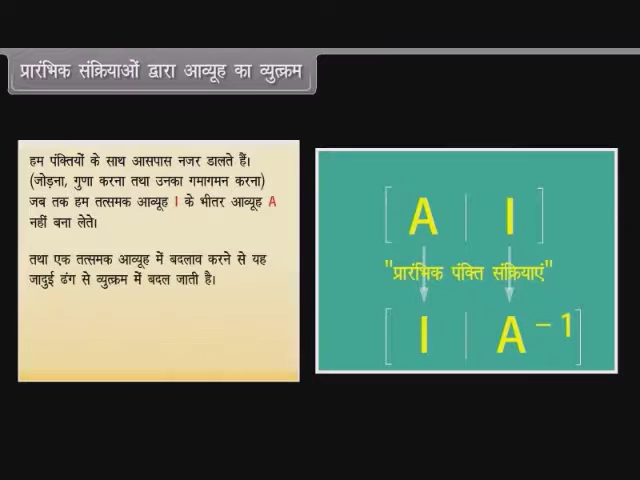 प्रारंभिक संक्रियाओं द्वारा आव्यूह का व्युत्क्रम
हम पंक्तियों के साथ आसपास नजर डालते हैं।
(जोड़ना, गुणा करना तथा उनका गमागमन करना)
जब तक हम तत्समक आव्यूह I के भीतर आव्यूह A
नहीं बना लेते।
तथा एक तत्समक आव्यूह में बदलाव करने से यह
जादुई ढंग से व्युत्क्रम में बदल जाती है।
[ A | I ]
"प्रारंभिक पंक्ति संक्रियाएं"
[ I | A⁻¹ ]